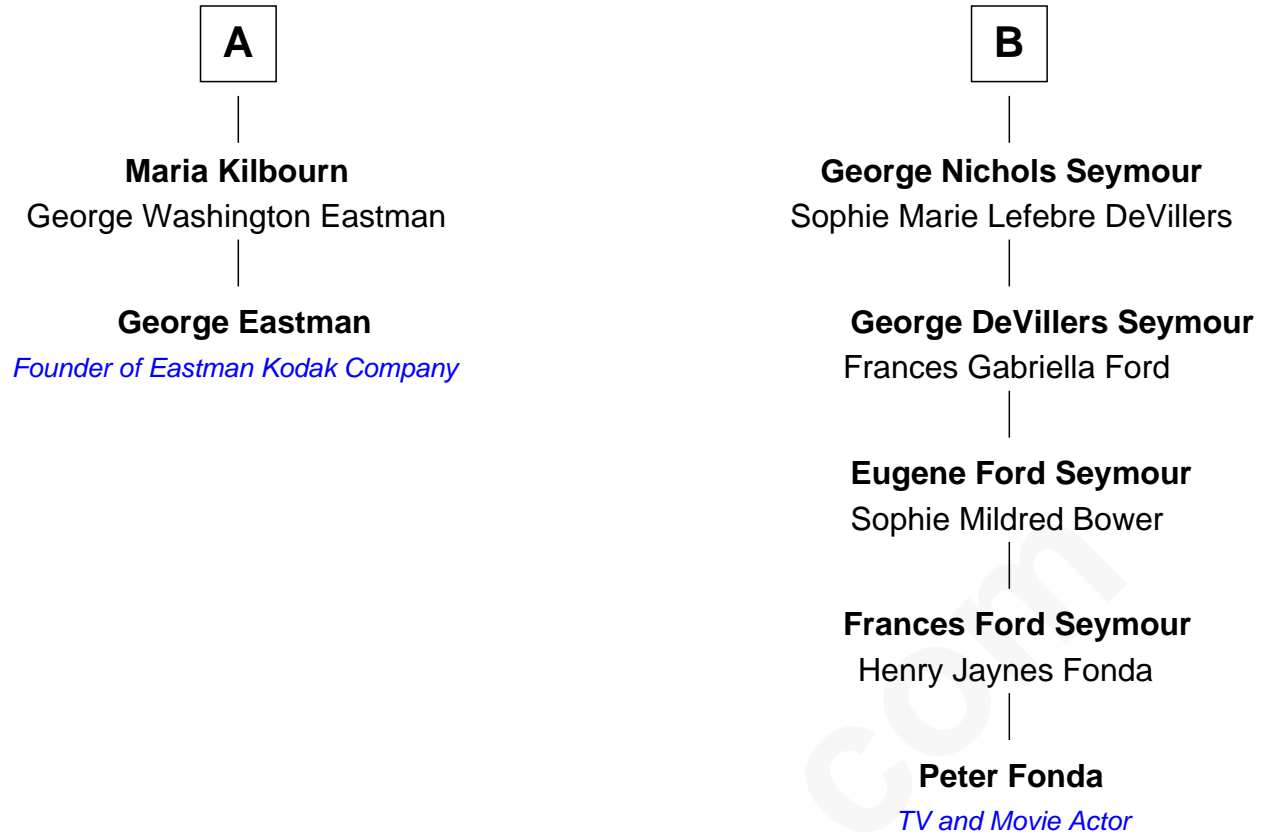 A
Maria Kilbourn
George Washington Eastman
George Eastman
Founder of Eastman Kodak Company
B
George Nichols Seymour
Sophie Marie Lefebre DeVillers
George DeVillers Seymour
Frances Gabriella Ford
Eugene Ford Seymour
Sophie Mildred Bower
Frances Ford Seymour
Henry Jaynes Fonda
Peter Fonda
TV and Movie Actor
com